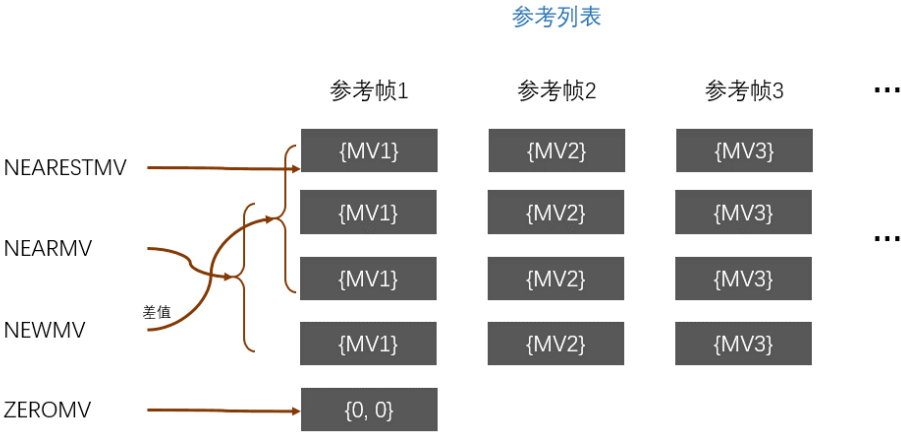 参考列表
参考帧1 参考帧2 参考帧3 ...
{MV1} {MV2} {MV3}
NEARESTMV
{MV1} {MV2} {MV3}
NEARMV
...
{MV1} {MV2} {MV3}
差值
NEWMV
{MV1} {MV2} {MV3}
ZEROMV
{0, 0}